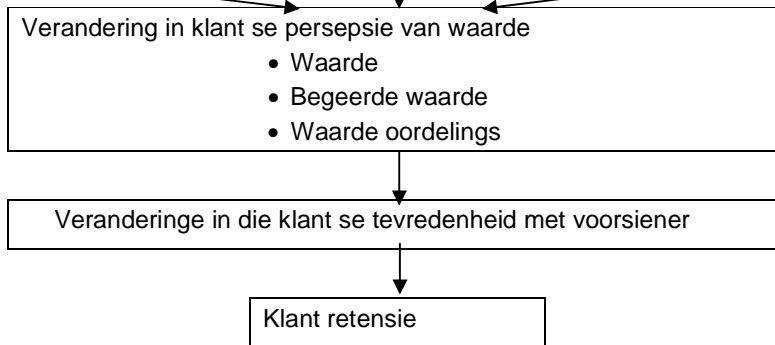 Verandering in klant se persepsie van waarde
• Waarde
• Begeerde waarde
• Waarde oordelings
Veranderinge in die klant se tevredenheid met voorsiener
Klant retensie